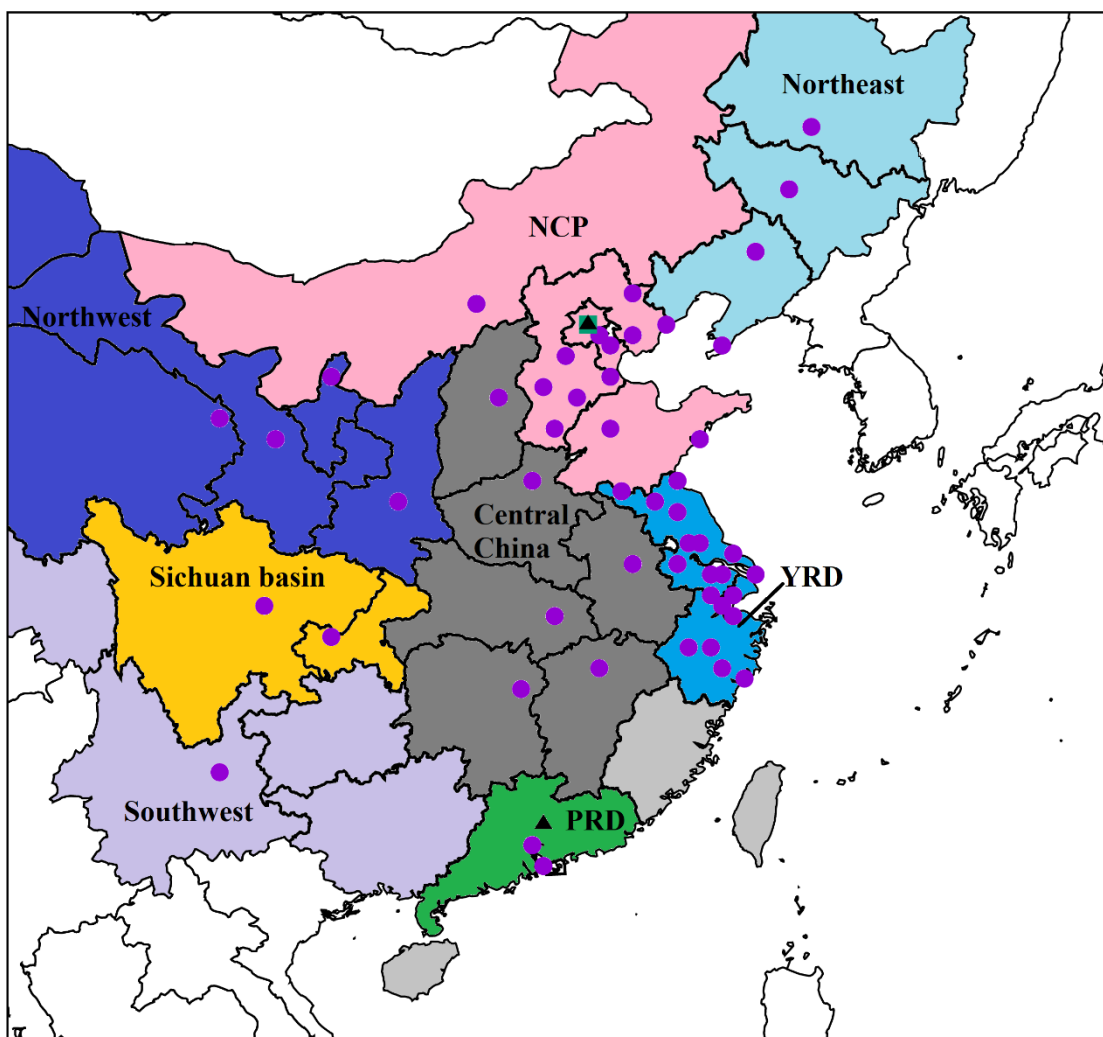 Northeast
NCP
Northwest
Central
China
Sichuan basin
YRD
Southwest
PRD